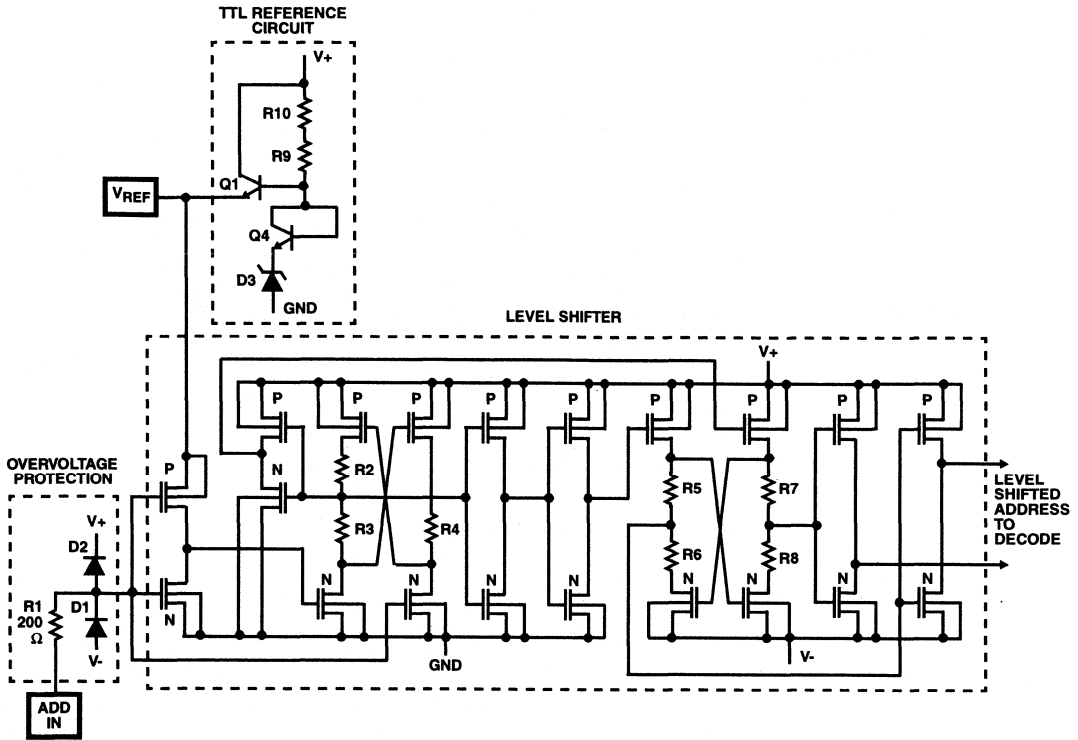 TTL REFERENCE
CIRCUIT
V+
R10
R9
Q1
VREF
Q4
D3
GND
LEVEL SHIFTER
V+
P
P
P
P
P
P
P
P
P
OVERVOLTAGE
PROTECTION
P
N
R2
R3
R4
R5
R6
R7
R8
LEVEL
SHIFTED
ADDRESS
TO
DECODE
V+
D2
R1
200
Ω
D1
V-
N
N
N
N
N
N
N
N
N
GND
V-
ADD
IN